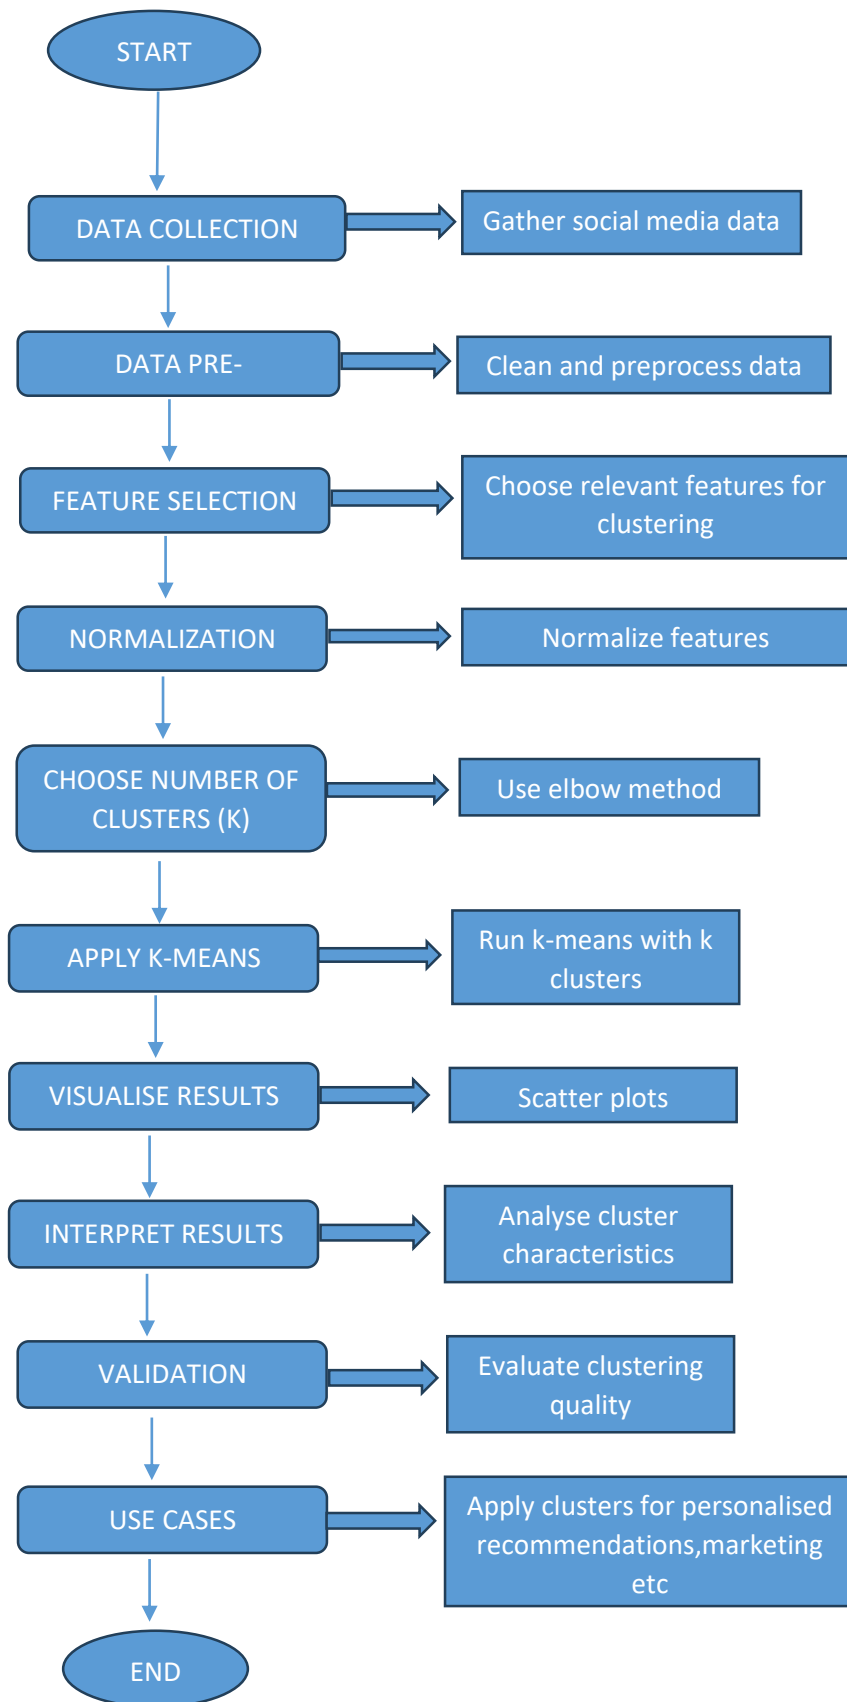 START
DATA COLLECTION
Gather social media data
DATA PRE-
Clean and preprocess data
FEATURE SELECTION
Choose relevant features for
clustering
NORMALIZATION
Normalize features
CHOOSE NUMBER OF
CLUSTERS (K)
Use elbow method
APPLY K-MEANS
Run k-means with k
clusters
VISUALISE RESULTS
Scatter plots
INTERPRET RESULTS
Analyse cluster
characteristics
VALIDATION
Evaluate clustering
quality
USE CASES
Apply clusters for personalised
recommendations,marketing
etc
END